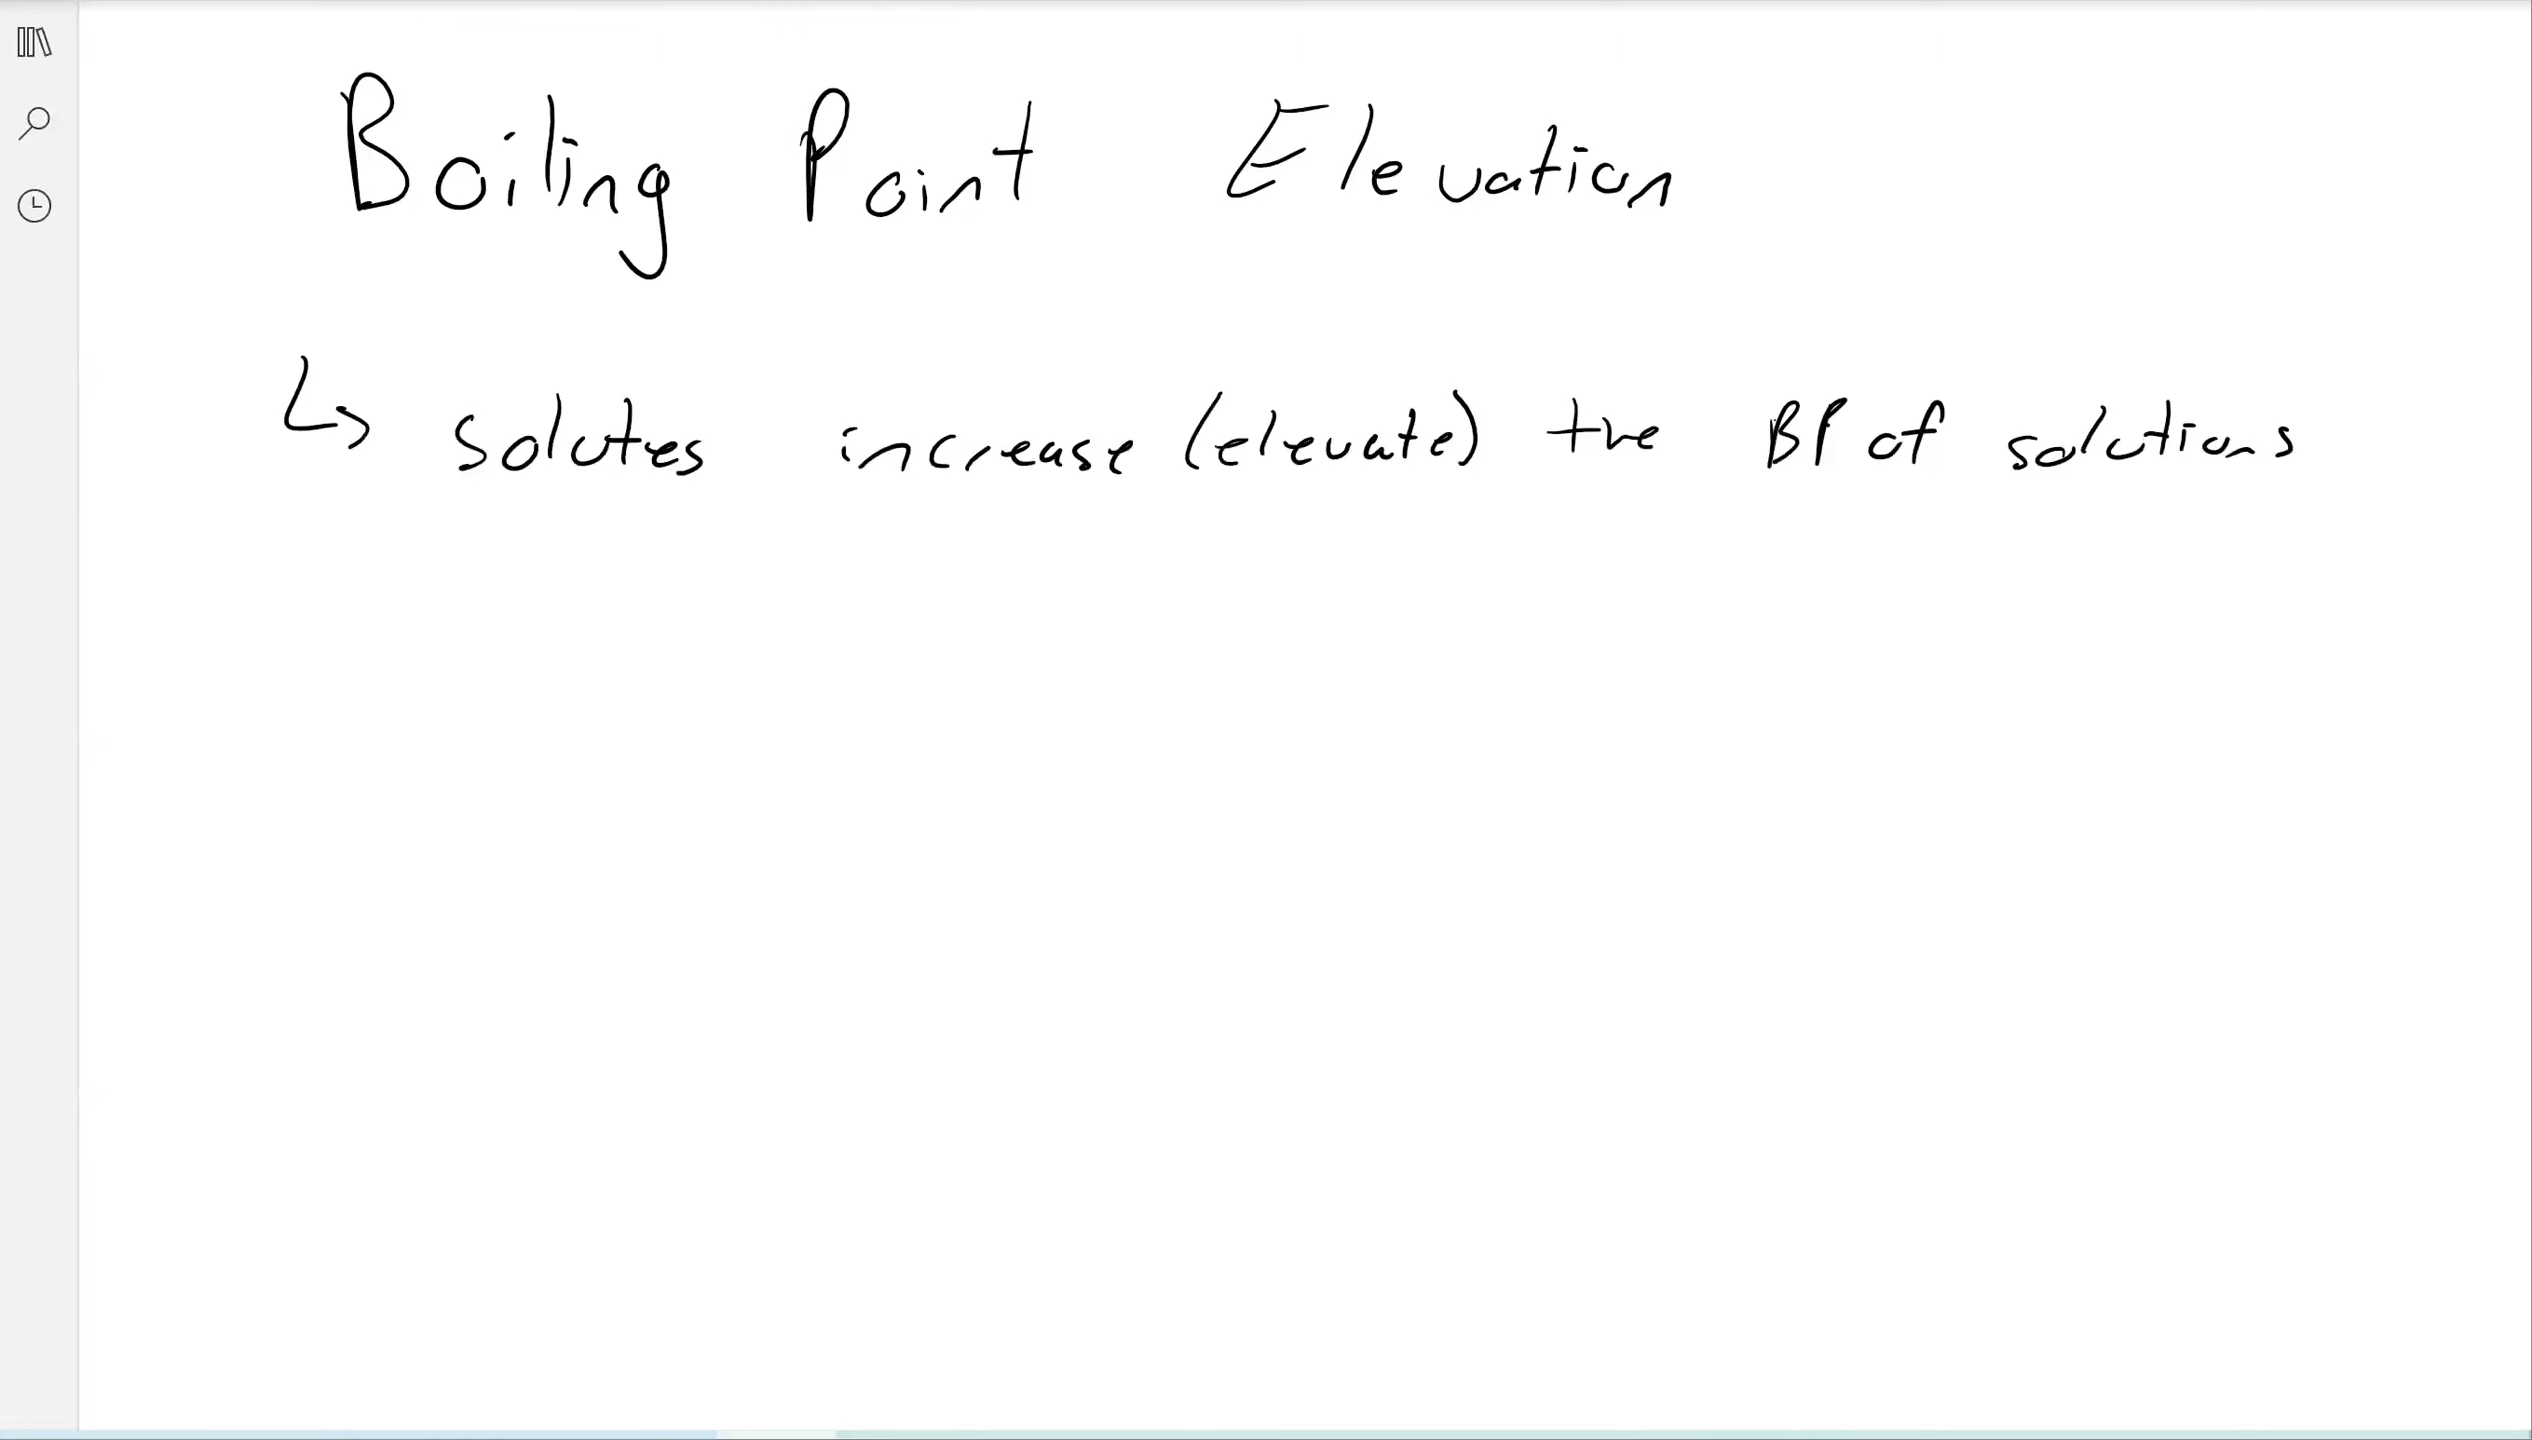 Boiling Point Elevation
↳ solutes increase (elevate) the BP of solutions